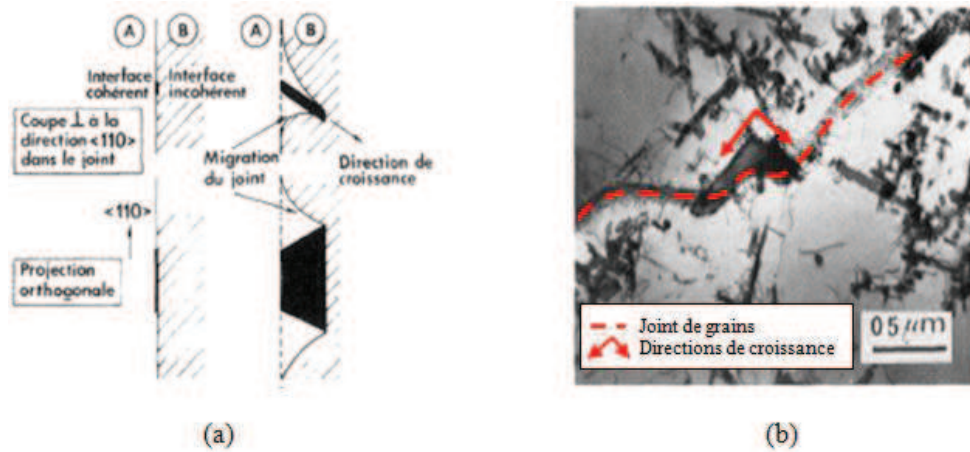 A B A B
Interface cohérent
Interface incohérent
Coupe ⊥ à la
direction <110>
dans le joint
Migration
du joint
Direction de
croissance
<110>
Projection
orthogonale
Joint de grains
Directions de croissance
0.5 µm
(a)
(b)